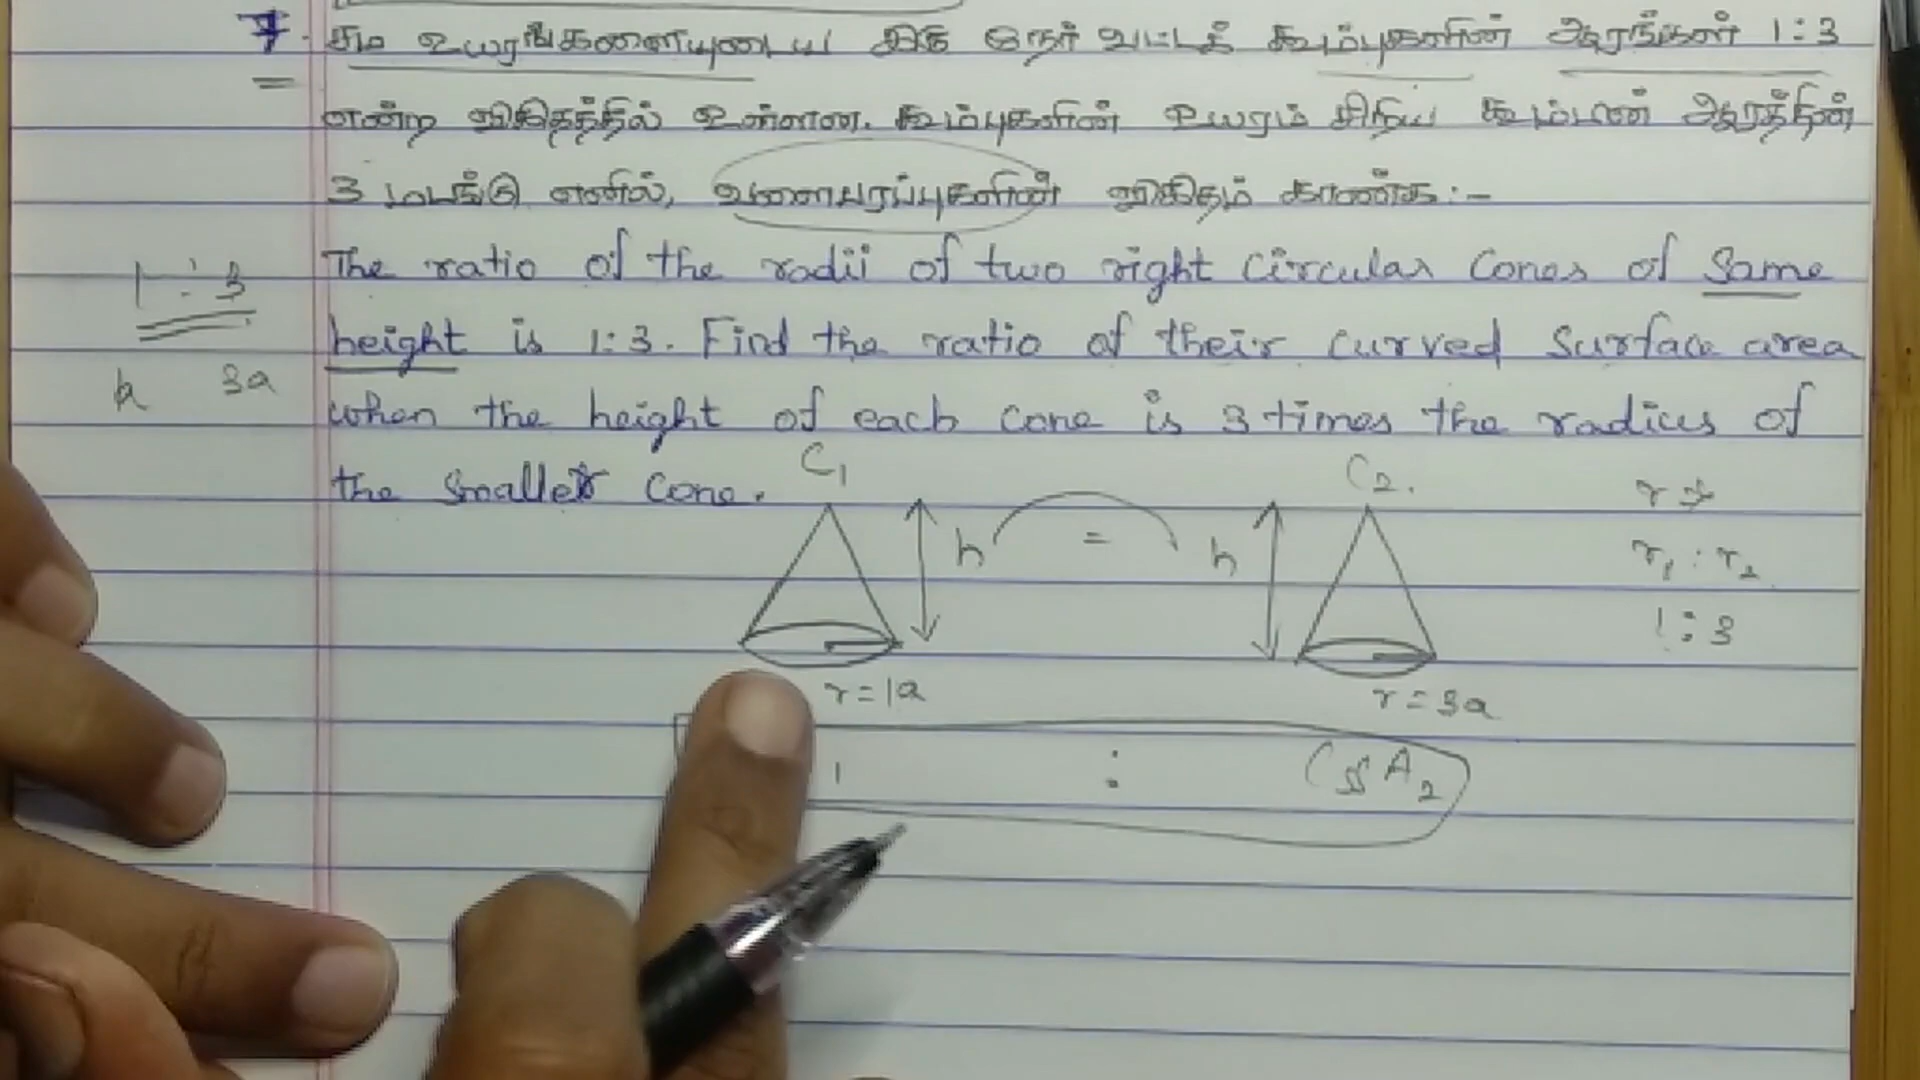 7. சம உயரங்களையுடைய இரு நேர் வட்டக் கூம்புகளின் ஆரங்கள் 1:3
என்ற விகிதத்தில் உள்ளன. கூம்புகளின் உயரம் சிறிய கூம்பின் ஆரத்தின்
3 மடங்கு எனில், வளைபரப்புகளின் விகிதம் காண்க:-
The ratio of the radii of two right circular cones of same
height is 1:3. Find the ratio of their curved surface area
when the height of each cone is 3 times the radius of
the smaller cone.
1 : 3
3a
C1
C2.
h = h
r
r1 : r2
1 : 3
r = 1a
r = 3a
1 : CSA2